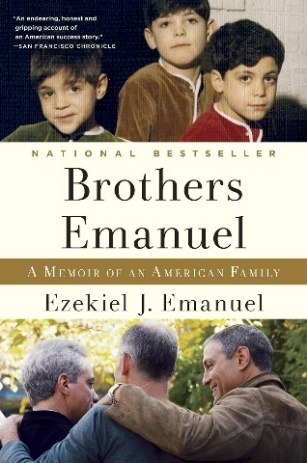 "An endearing, honest and
gripping account of
an American success story."
—SAN FRANCISCO CHRONICLE
NATIONAL BESTSELLER
Brothers
Emanuel
A MEMOIR OF AN AMERICAN FAMILY
Ezekiel J. Emanuel